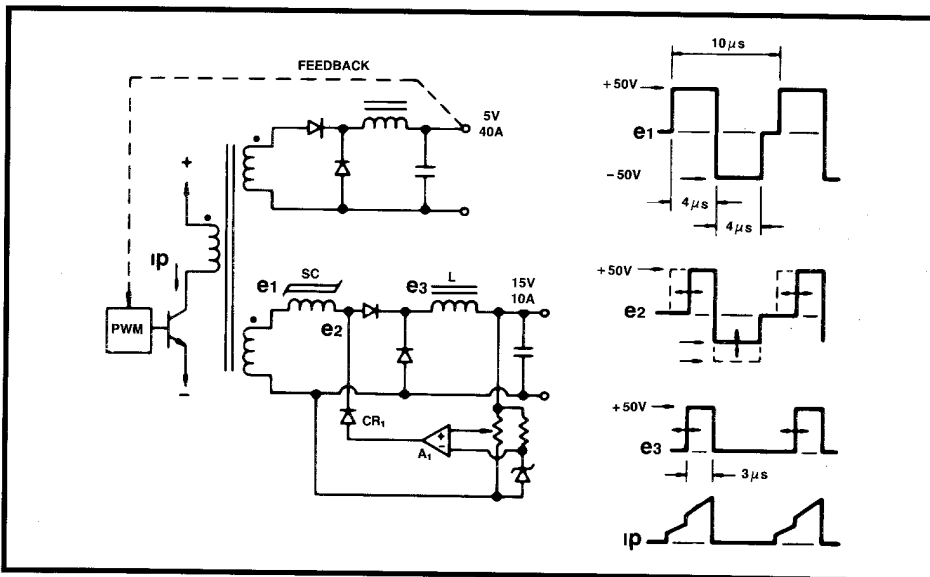 FEEDBACK
5V
40A
+
Ip
PWM
−
e1
SC
e2
e3
L
15V
10A
CR1
A1
+
−
10μs
+50V
e1
−50V
4μs
4μs
+50V
e2
+50V
e3
3μs
Ip